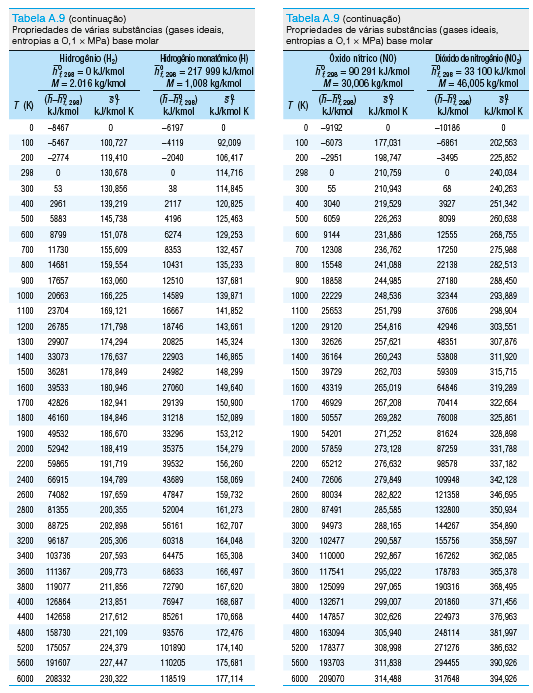 Tabela A.9 (continuação)
Propriedades de várias substâncias (gases ideais,
entropias a O,1 × MPa) base molar
Hidrogênio (H₂) Hidrogênio monatômico (H)
h̄⁰f, 298 = 0 kJ/kmol h̄⁰f, 298 = 217 999 kJ/kmol
M = 2.016 kg/kmol M = 1,008 kg/kmol
T (K) (h̄–h̄⁰f, 298) s̄⁰T (h̄–h̄⁰f, 298) s̄⁰T
kJ/kmol kJ/kmol K kJ/kmol kJ/kmol K
0 –8467 0 –6197 0
100 –5467 100,727 –4119 92,009
200 –2774 119,410 –2040 106,417
298 0 130,678 0 114,716
300 53 130,856 38 114,845
400 2961 139,219 2117 120,825
500 5883 145,738 4196 125,463
600 8799 151,078 6274 129,253
700 11730 155,609 8353 132,457
800 14681 159,554 10431 135,233
900 17657 163,060 12510 137,681
1000 20663 166,225 14589 139,871
1100 23704 169,121 16667 141,852
1200 26785 171,798 18746 143,661
1300 29907 174,294 20825 145,324
1400 33073 176,637 22903 146,865
1500 36281 178,849 24982 148,299
1600 39533 180,946 27060 149,640
1700 42826 182,941 29139 150,900
1800 46160 184,846 31218 152,089
1900 49532 186,670 33296 153,212
2000 52942 188,419 35375 154,279
2200 59865 191,719 39532 156,260
2400 66915 194,789 43689 158,069
2600 74082 197,659 47847 159,732
2800 81355 200,355 52004 161,273
3000 88725 202,898 56161 162,707
3200 96187 205,306 60318 164,048
3400 103736 207,593 64475 165,308
3600 111367 209,773 68633 166,497
3800 119077 211,856 72790 167,620
4000 126864 213,851 76947 168,687
4400 142658 217,612 85261 170,668
4800 158730 221,109 93576 172,476
5200 175057 224,379 101890 174,140
5600 191607 227,447 110205 175,681
6000 208332 230,322 118519 177,114
Tabela A.9 (continuação)
Propriedades de várias substâncias (gases ideais,
entropias a O,1 × MPa) base molar
Óxido nítrico (NO) Dióxido de nitrogênio (NO₂)
h̄⁰f, 298 = 90 291 kJ/kmol h̄⁰f, 298 = 33 100 kJ/kmol
M = 30,006 kg/kmol M = 46,005 kg/kmol
T (K) (h̄–h̄⁰f, 298) s̄⁰T (h̄–h̄⁰f, 298) s̄⁰T
kJ/kmol kJ/kmol K kJ/kmol kJ/kmol K
0 –9192 0 –10186 0
100 –6073 177,031 –6861 202,563
200 –2951 198,747 –3495 225,852
298 0 210,759 0 240,034
300 55 210,943 68 240,263
400 3040 219,529 3927 251,342
500 6059 226,263 8099 260,638
600 9144 231,886 12555 268,755
700 12308 236,762 17250 275,988
800 15548 241,088 22138 282,513
900 18858 244,985 27180 288,450
1000 22229 248,536 32344 293,889
1100 25653 251,799 37606 298,904
1200 29120 254,816 42946 303,551
1300 32626 257,621 48351 307,876
1400 36164 260,243 53808 311,920
1500 39729 262,703 59309 315,715
1600 43319 265,019 64846 319,289
1700 46929 267,208 70414 322,664
1800 50557 269,282 76008 325,861
1900 54201 271,252 81624 328,898
2000 57859 273,128 87259 331,788
2200 65212 276,632 98578 337,182
2400 72606 279,849 109948 342,128
2600 80034 282,822 121358 346,695
2800 87491 285,585 132800 350,934
3000 94973 288,165 144267 354,890
3200 102477 290,587 155756 358,597
3400 110000 292,867 167262 362,085
3600 117541 295,022 178783 365,378
3800 125099 297,065 190316 368,495
4000 132671 299,007 201860 371,456
4400 147857 302,626 224973 376,963
4800 163094 305,940 248114 381,997
5200 178377 308,998 271276 386,632
5600 193703 311,838 294455 390,926
6000 209070 314,488 317648 394,926